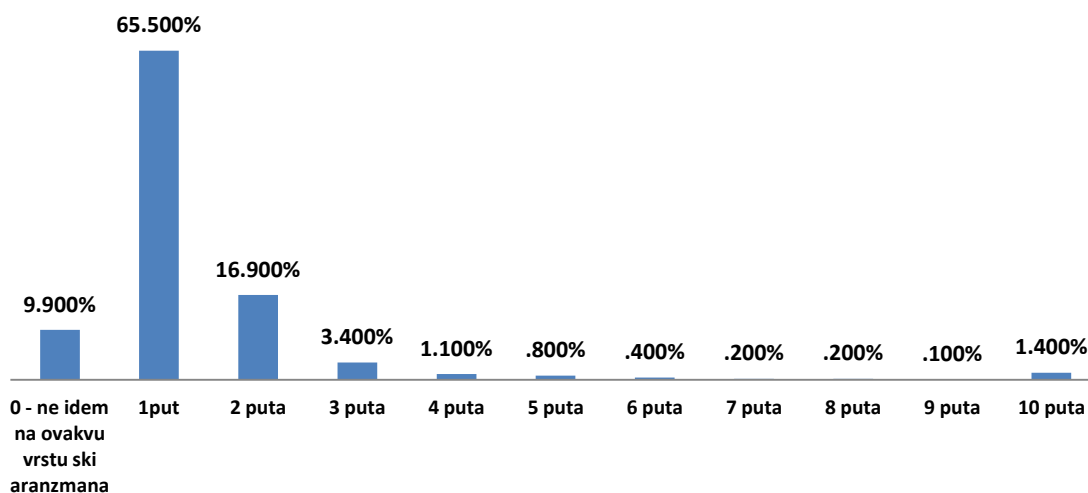 65.500%
9.900%
16.900%
3.400%
1.100%
.800%
.400%
.200%
.200%
.100%
1.400%
0 - ne idem
na ovakvu
vrstu ski
aranzmana
1put
2 puta
3 puta
4 puta
5 puta
6 puta
7 puta
8 puta
9 puta
10 puta